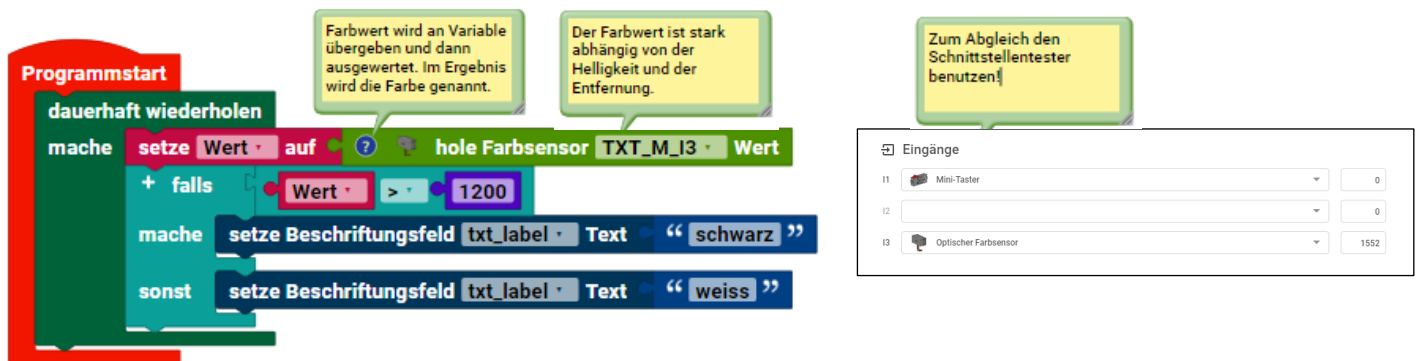 Farbwert wird an Variable
übergeben und dann
ausgewertet. Im Ergebnis
wird die Farbe genannt.
Der Farbwert ist stark
abhängig von der
Helligkeit und der
Entfernung.
Zum Abgleich den
Schnittstellentester
benutzen!
Programmstart
dauerhaft wiederholen
mache setze Wert auf ? hole Farbsensor TXT_M_I3 Wert
+ falls Wert > 1200
mache setze Beschriftungsfeld txt_label Text “ schwarz ”
sonst setze Beschriftungsfeld txt_label Text “ weiss ”
Eingänge
I1 Mini-Taster 0
I2 0
I3 Optischer Farbsensor 1552